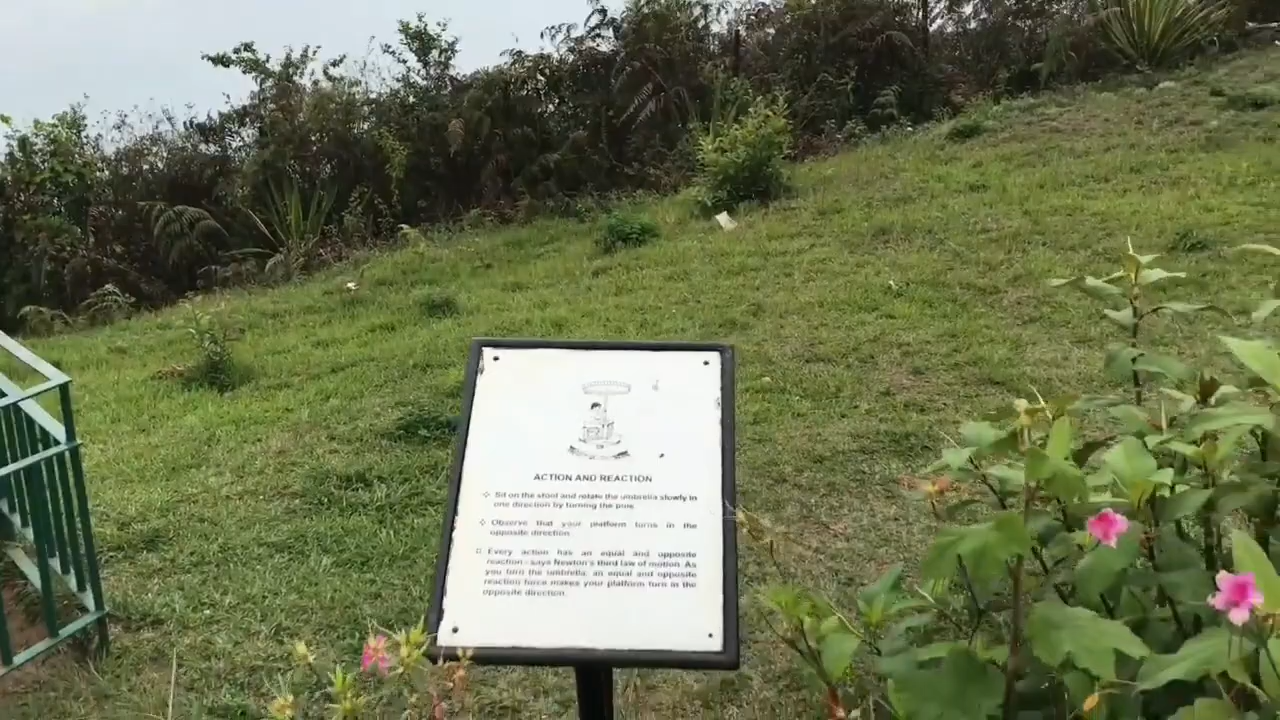 ACTION AND REACTION
Sit on the stool and rotate the umbrella slowly in
one direction by turning the pole
Observe that your platform turns in the
opposite direction.
Every action has an equal and opposite
reaction - says Newton's third law of motion. As
you turn the umbrella, an equal and opposite
reaction force makes your platform turn in the
opposite direction.